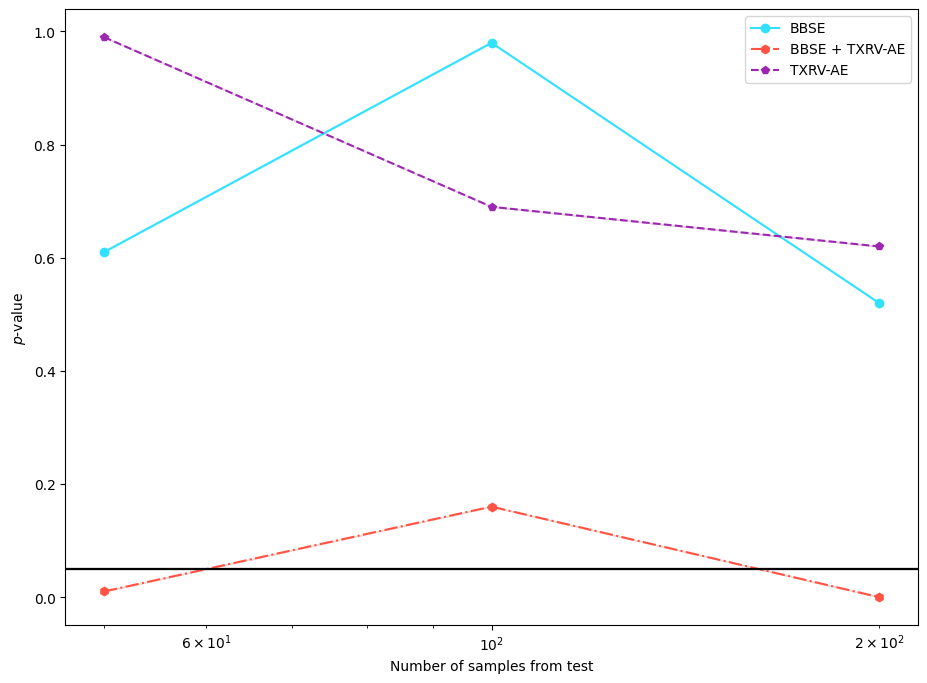 BBSE
BBSE + TXRV-AE
TXRV-AE
1.0
0.8
0.6
0.4
0.2
0.0
p-value
6 × 10¹
10²
2 × 10²
Number of samples from test